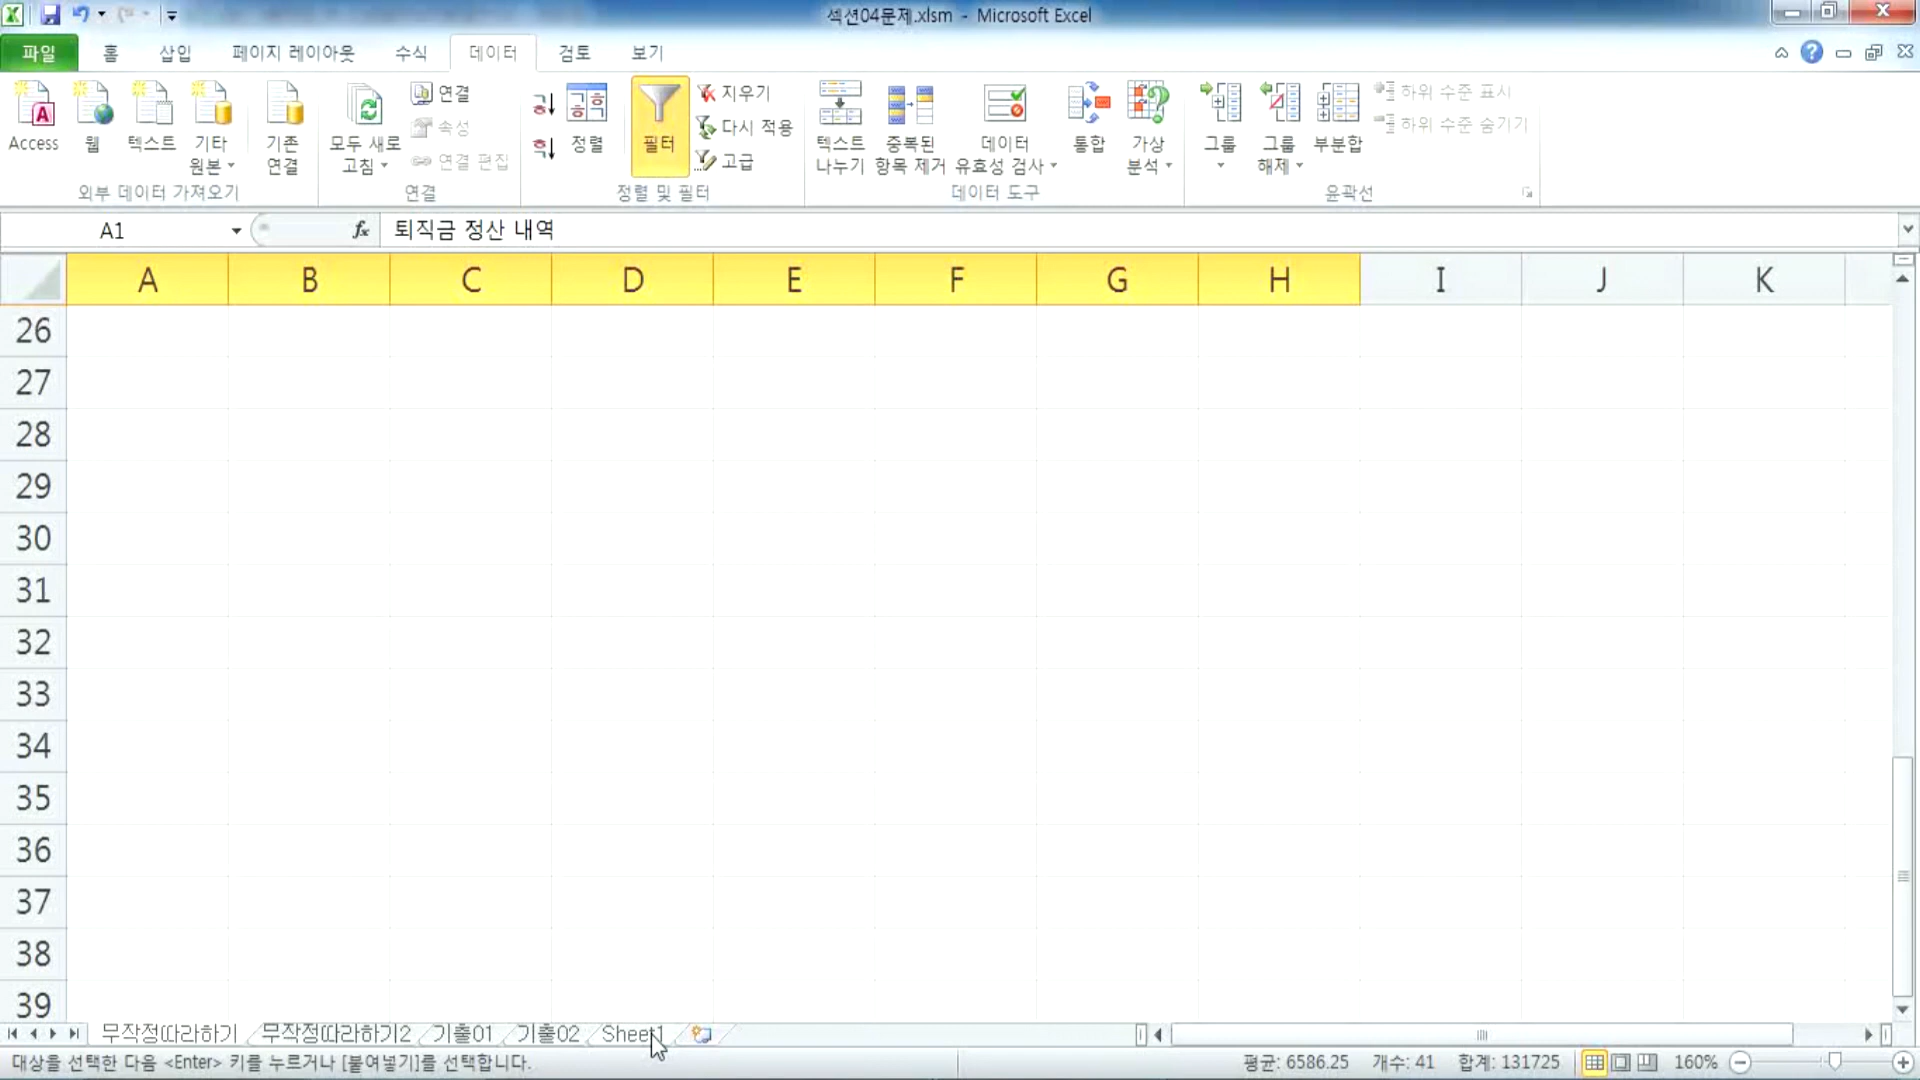 섹션04문제.xlsm - Microsoft Excel
파일 홈 삽입 페이지 레이아웃 수식 데이터 검토 보기
Access 웹 텍스트 기타 원본 기존 연결 모두 새로 고침 연결 속성 연결 편집 정렬 필터 지우기 다시 적용 고급 텍스트 나누기 중복된 항목 제거 데이터 유효성 검사 통합 가상 분석 그룹 그룹 해제 부분합 하위 수준 표시 하위 수준 숨기기
외부 데이터 가져오기 연결 정렬 및 필터 데이터 도구 윤곽선
A1 fx 퇴직금 정산 내역
A B C D E F G H I J K
26
27
28
29
30
31
32
33
34
35
36
37
38
39
무작정따라하기 무작정따라하기2 기출01 기출02 Sheet1
대상을 선택한 다음 <Enter> 키를 누르거나 [붙여넣기]를 선택합니다. 평균: 6586.25 개수: 41 합계: 131725 160%